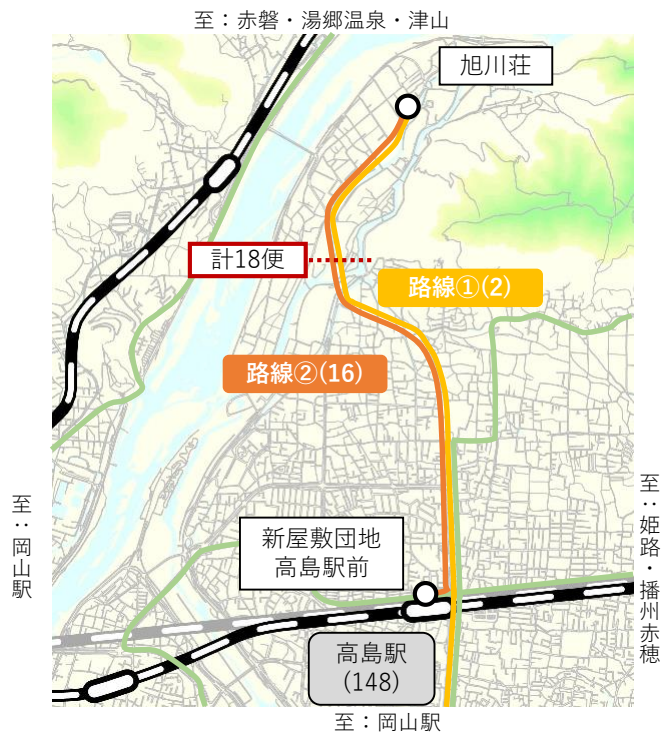 至：赤磐・湯郷温泉・津山
旭川荘
計18便
路線①(2)
路線②(16)
至：岡山駅
至：姫路・播州赤穂
新屋敷団地
高島駅前
高島駅
(148)
至：岡山駅